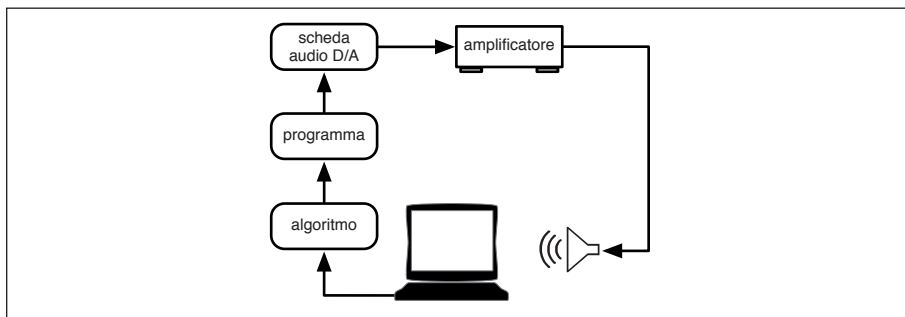 scheda
audio D/A
amplificatore
programma
algoritmo